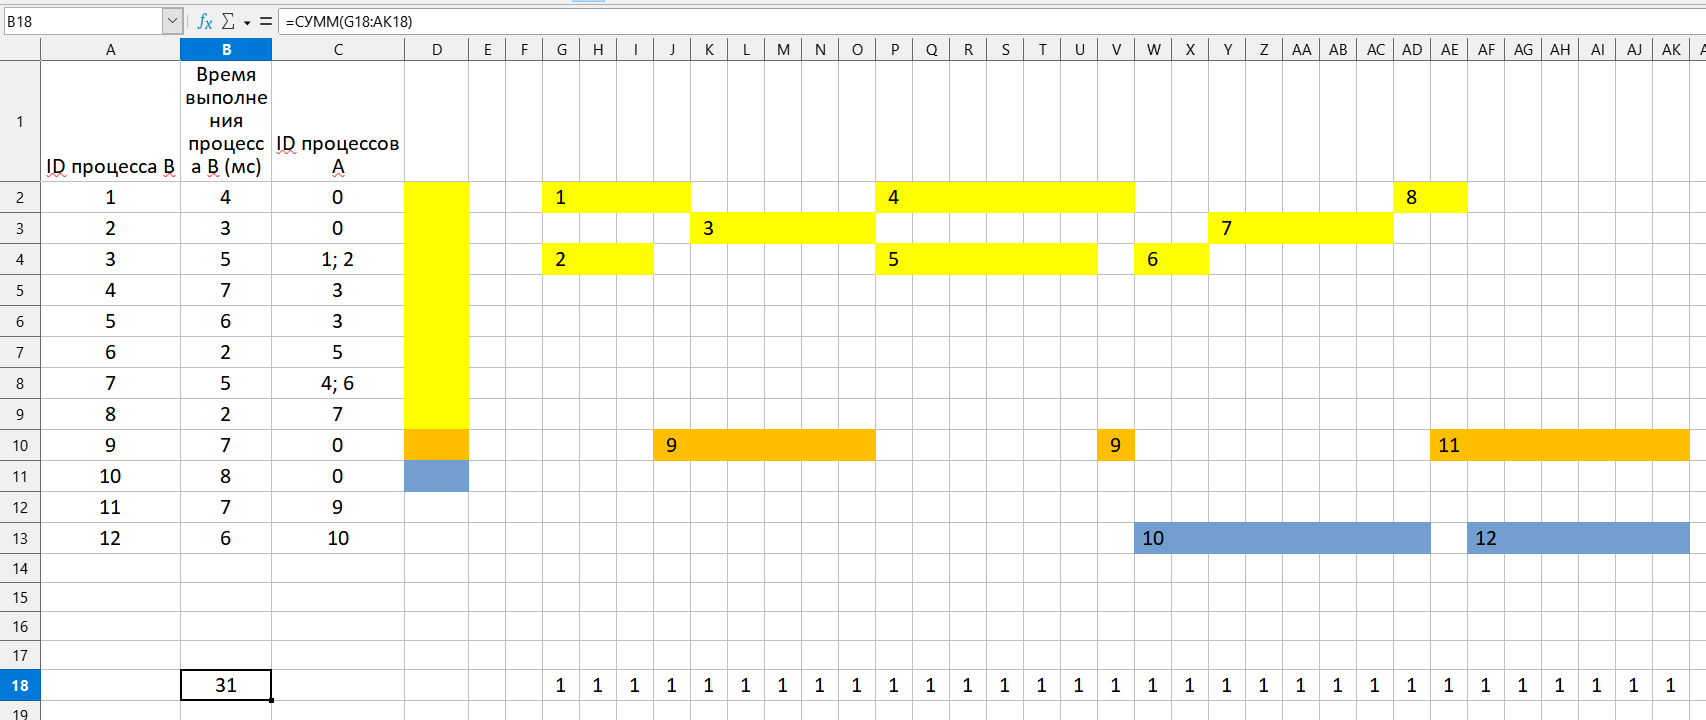 B18 fx Σ = =СУММ(G18:AK18)
A B C D E F G H I J K L M N O P Q R S T U V W X Y Z AA AB AC AD AE AF AG AH AI AJ AK
1 ID процесса B Время выполне ния процесс а B (мс) ID процессов A
2 1 4 0 1 4 8
3 2 3 0 3 7
4 3 5 1; 2 2 5 6
5 4 7 3
6 5 6 3
7 6 2 5
8 7 5 4; 6
9 8 2 7
10 9 7 0 9 9 11
11 10 8 0
12 11 7 9
13 12 6 10 10 12
14
15
16
17
18 31 1 1 1 1 1 1 1 1 1 1 1 1 1 1 1 1 1 1 1 1 1 1 1 1 1 1 1 1 1 1 1
19